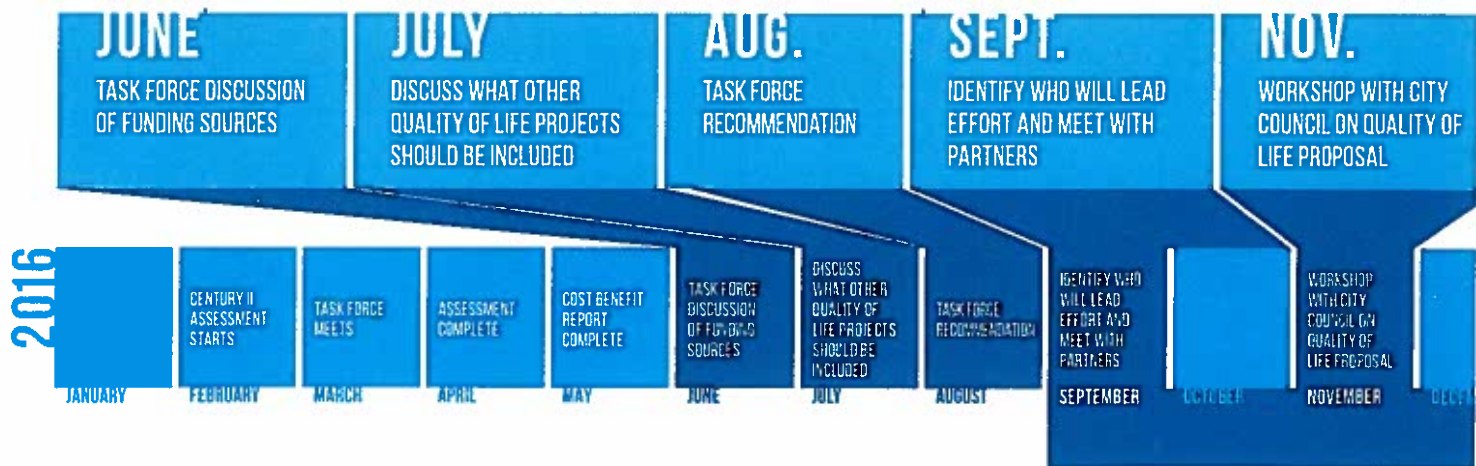 JUNE
TASK FORCE DISCUSSION
OF FUNDING SOURCES
JULY
DISCUSS WHAT OTHER
QUALITY OF LIFE PROJECTS
SHOULD BE INCLUDED
AUG.
TASK FORCE
RECOMMENDATION
SEPT.
IDENTIFY WHO WILL LEAD
EFFORT AND MEET WITH
PARTNERS
NOV.
WORKSHOP WITH CITY
COUNCIL ON QUALITY OF
LIFE PROPOSAL
2016
JANUARY
CENTURY II
ASSESSMENT
STARTS
FEBRUARY
TASK FORCE
MEETS
MARCH
ASSESSMENT
COMPLETE
APRIL
COST BENEFIT
REPORT
COMPLETE
MAY
TASK FORCE
DISCUSSION
OF FUNDING
SOURCES
JUNE
DISCUSS
WHAT OTHER
QUALITY OF
LIFE PROJECTS
SHOULD BE
INCLUDED
JULY
TASK FORCE
RECOMMENDATION
AUGUST
IDENTIFY WHO
WILL LEAD
EFFORT AND
MEET WITH
PARTNERS
SEPTEMBER
OCTOBER
WORKSHOP
WITH CITY
COUNCIL ON
QUALITY OF
LIFE PROPOSAL
NOVEMBER
DECE